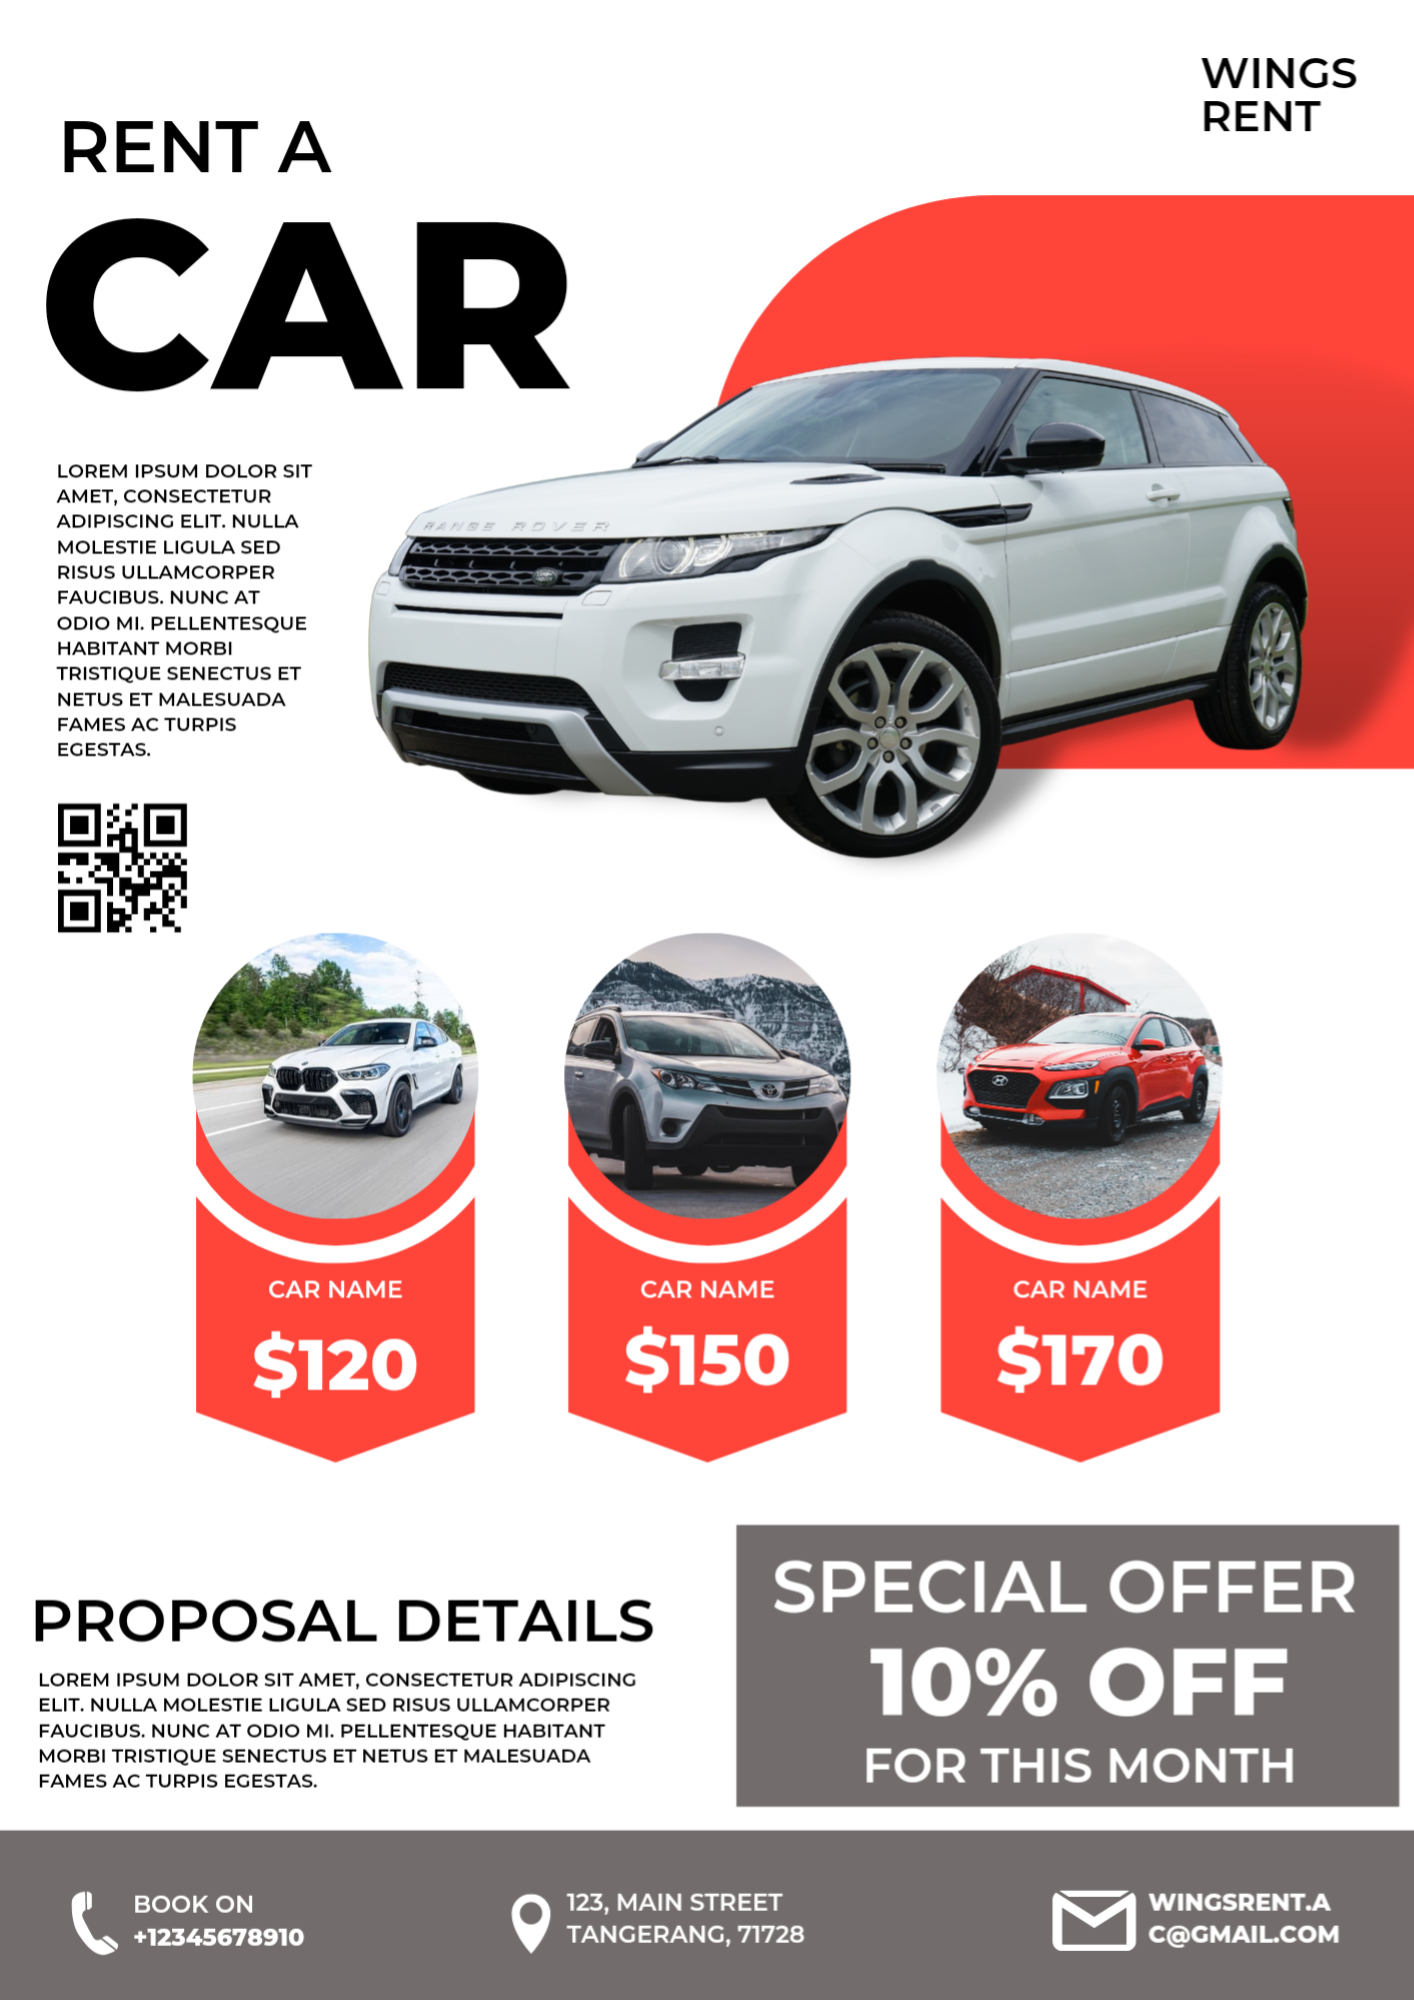 WINGS
RENT
RENT A
CAR
LOREM IPSUM DOLOR SIT
AMET, CONSECTETUR
ADIPISCING ELIT. NULLA
MOLESTIE LIGULA SED
RISUS ULLAMCORPER
FAUCIBUS. NUNC AT
ODIO MI. PELLENTESQUE
HABITANT MORBI
TRISTIQUE SENECTUS ET
NETUS ET MALESUADA
FAMES AC TURPIS
EGESTAS.
RANGE ROVER
CAR NAME
$120
CAR NAME
$150
CAR NAME
$170
PROPOSAL DETAILS
LOREM IPSUM DOLOR SIT AMET, CONSECTETUR ADIPISCING
ELIT. NULLA MOLESTIE LIGULA SED RISUS ULLAMCORPER
FAUCIBUS. NUNC AT ODIO MI. PELLENTESQUE HABITANT
MORBI TRISTIQUE SENECTUS ET NETUS ET MALESUADA
FAMES AC TURPIS EGESTAS.
SPECIAL OFFER
10% OFF
FOR THIS MONTH
BOOK ON
+12345678910
123, MAIN STREET
TANGERANG, 71728
WINGSRENT.A
C@GMAIL.COM